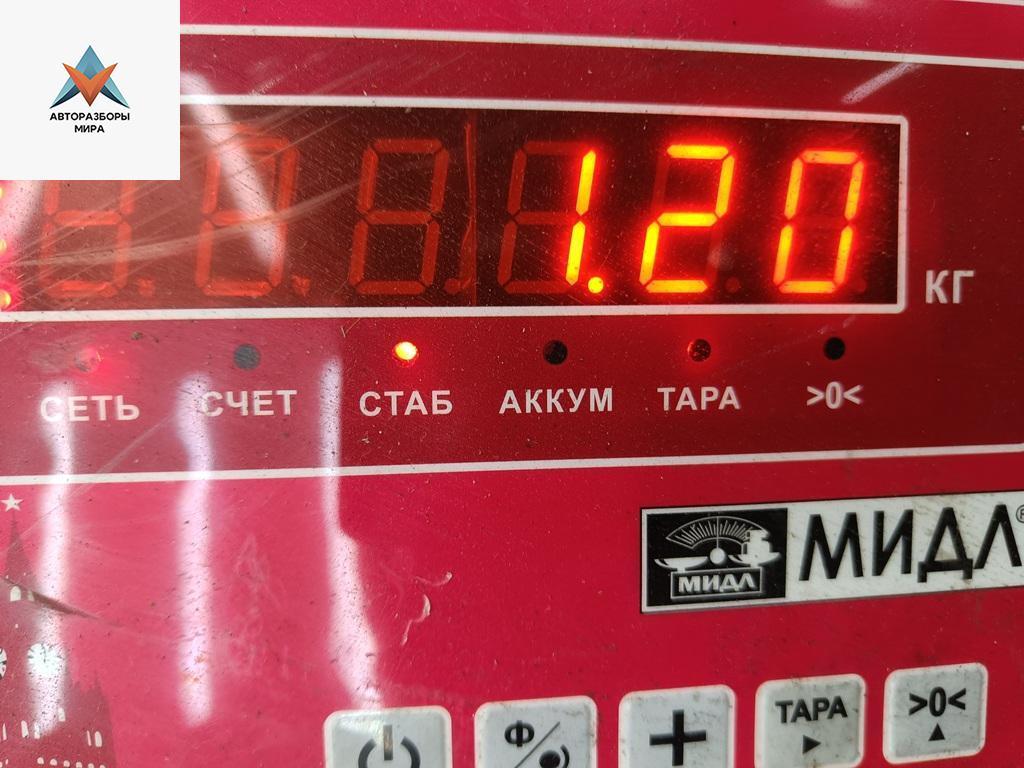 АВТОРАЗБОРЫ
МИРА
1.20
КГ
СЕТЬ СЧЕТ СТАБ АККУМ ТАРА >0<
МИДЛ МИДЛ®
Ф + ТАРА >0<